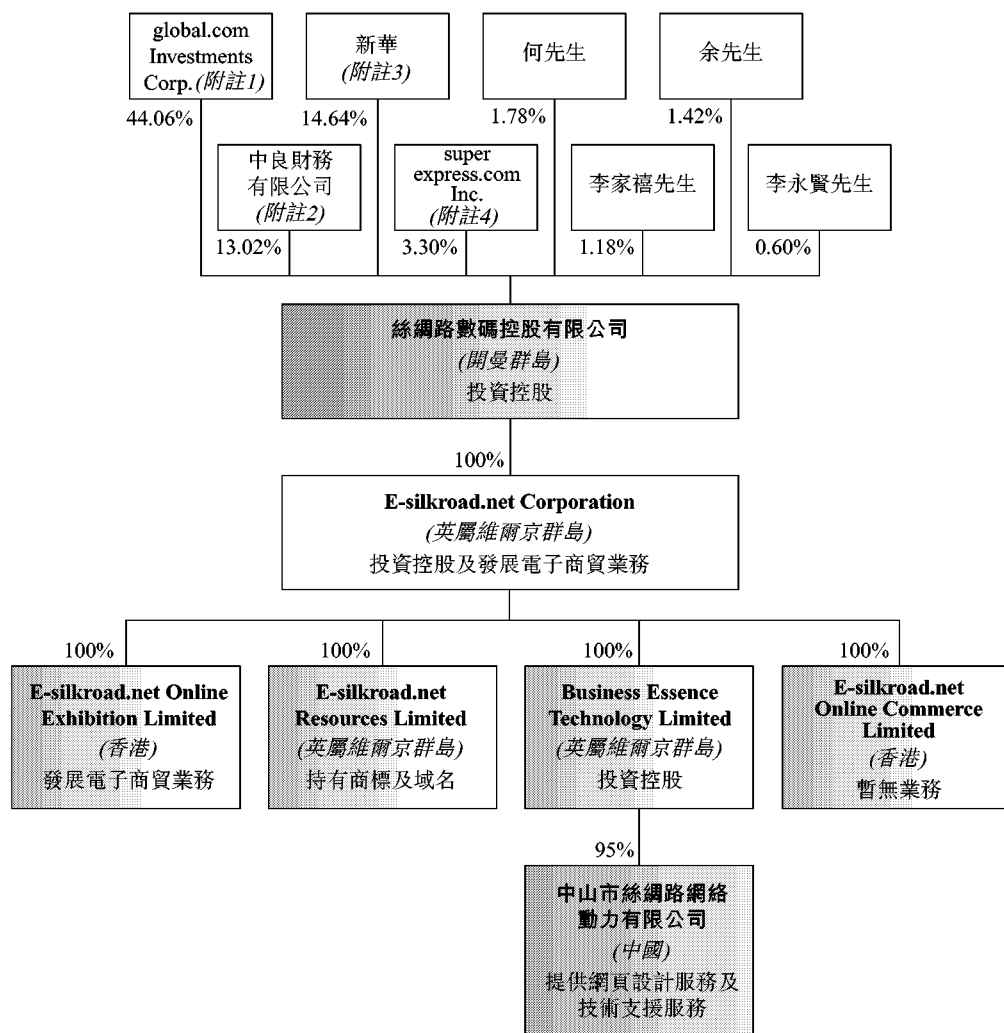 global.com
Investments
Corp.(附註1)
新華
(附註3)
何先生
余先生
44.06%
14.64%
1.78%
1.42%
中良財務
有限公司
(附註2)
super
express.com
Inc.
(附註4)
李家禧先生
李永賢先生
13.02%
3.30%
1.18%
0.60%
絲綢路數碼控股有限公司
(開曼群島)
投資控股
100%
E-silkroad.net Corporation
(英屬維爾京群島)
投資控股及發展電子商貿業務
100%
100%
100%
100%
E-silkroad.net Online
Exhibition Limited
(香港)
發展電子商貿業務
E-silkroad.net
Resources Limited
(英屬維爾京群島)
持有商標及域名
Business Essence
Technology Limited
(英屬維爾京群島)
投資控股
E-silkroad.net
Online Commerce
Limited
(香港)
暫無業務
95%
中山市絲綢路網絡
動力有限公司
(中國)
提供網頁設計服務及
技術支援服務